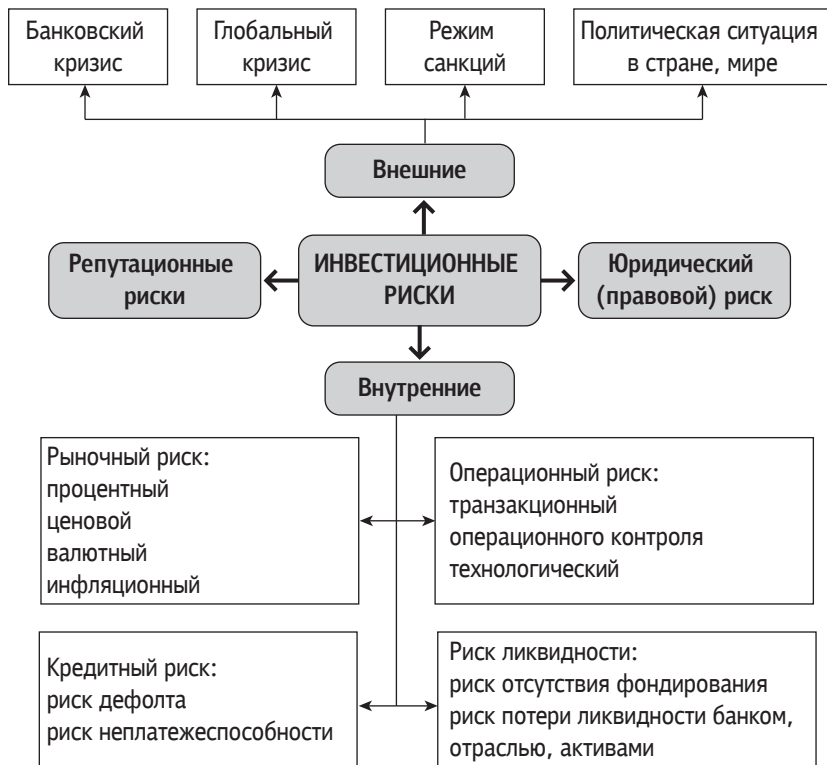 Банковский
кризис
Глобальный
кризис
Режим
санкций
Политическая ситуация
в стране, мире
Внешние
Репутационные
риски
ИНВЕСТИЦИОННЫЕ
РИСКИ
Юридический
(правовой) риск
Внутренние
Рыночный риск:
процентный
ценовой
валютный
инфляционный
Операционный риск:
транзакционный
операционного контроля
технологический
Кредитный риск:
риск дефолта
риск неплатежеспособности
Риск ликвидности:
риск отсутствия фондирования
риск потери ликвидности банком,
отраслью, активами